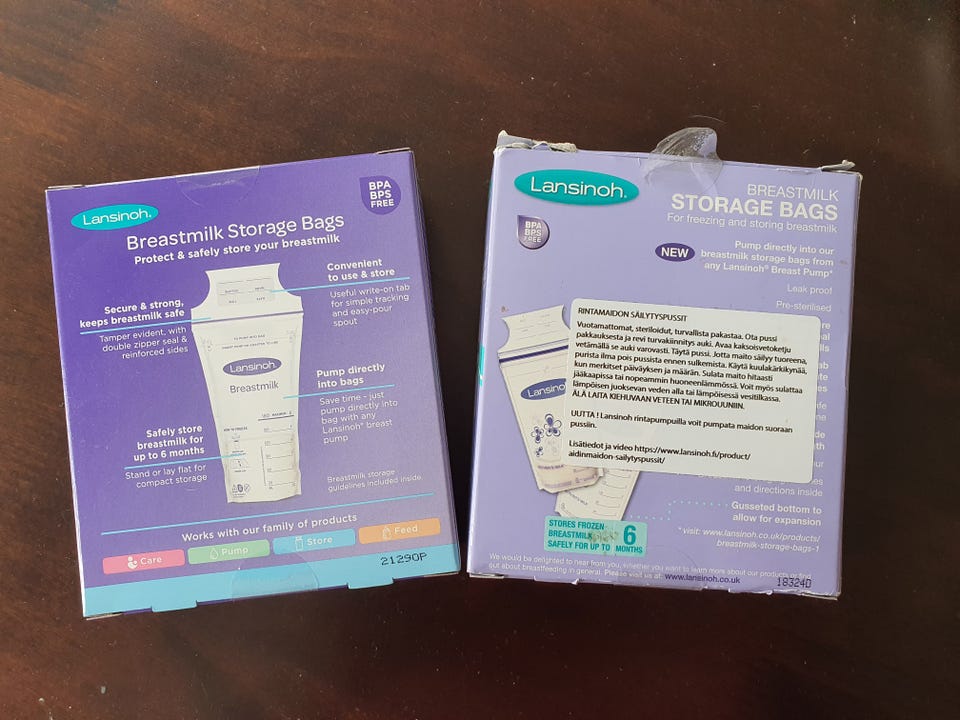 Lansinoh®
BPA
BPS
FREE
Breastmilk Storage Bags
Protect & safely store your breastmilk
Secure & strong,
keeps breastmilk safe
Tamper evident, with
double zipper seal &
reinforced sides
Convenient
to use & store
Useful write-on tab
for simple tracking
and easy-pour
spout
Lansinoh®
Breastmilk
Pump directly
into bags
Save time – just
pump directly into
bag with any
Lansinoh® breast
pump
Safely store
breastmilk for
up to 6 months
Stand or lay flat for
compact storage
Breastmilk storage
guidelines included inside
Works with our family of products
Care
Pump
Store
Feed
21290P
Lansinoh®
BPA
BPS
FREE
BREASTMILK
STORAGE BAGS
For freezing and storing breastmilk
NEW
Pump directly into our
breastmilk storage bags from
any Lansinoh® Breast Pump*
Leak proof
Pre-sterilised
Lansino
RINTAMAIDON SÄILYTYSPUSSIT
Vuotamattomat, steriloidut, turvallista pakastaa. Ota pussi
pakkauksesta ja revi turvakiinnitys auki. Avaa kaksoisvetoketju
vetämällä se auki varovasti. Täytä pussi. Jotta maito säilyy tuoreena,
purista ilma pois pussista ennen sulkemista. Käytä kuulakärkikynää,
kun merkitset päiväyksen ja määrän. Sulata maito hitaasti
jääkaapissa tai nopeammin huoneenlämmössä. Voit myös sulattaa
lämpöisen juoksevan veden alla tai lämpöisessä vesitilkassa.
ÄLÄ LAITA KIEHUVAAN VETEEN TAI MIKROUUNIIN.
UUTTA ! Lansinoh rintapumpuilla voit pumpata maidon suoraan
pussiin.
Lisätiedot ja video https://www.lansinoh.fi/product/
aidinmaidon-sailytyspussit/
and directions inside
Gusseted bottom to
allow for expansion
STORES FROZEN
BREASTMILK
SAFELY FOR UP TO 6 MONTHS
*visit: www.lansinoh.co.uk/products/
breastmilk-storage-bags-1
We would be delighted to hear from you, whether you want to learn more about our products or find
out about breastfeeding in general. Please visit us at: www.lansinoh.co.uk
18324D